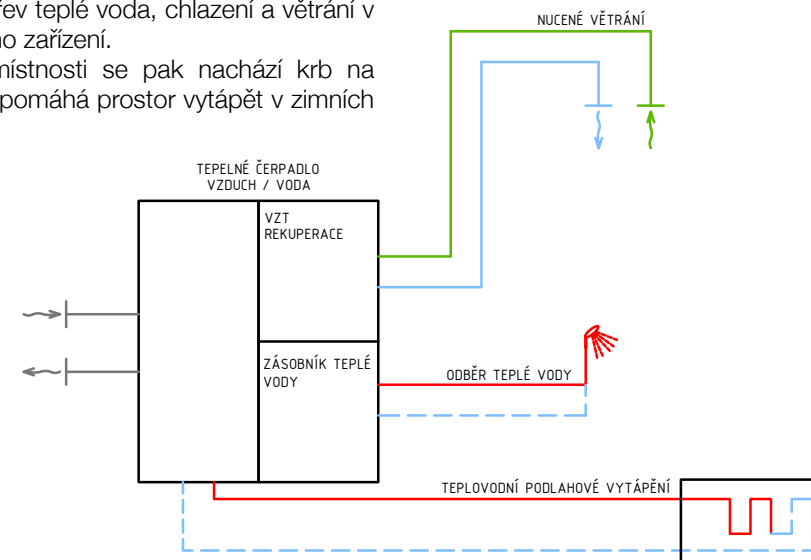 řev teplé voda, chlazení a větrání v
ho zařízení.
místnosti se pak nachází krb na
pomáhá prostor vytápět v zimních
NUCENÉ VĚTRÁNÍ
TEPELNÉ ČERPADLO
VZDUCH / VODA
VZT
REKUPERACE
ZÁSOBNÍK TEPLÉ
VODY
ODBĚR TEPLÉ VODY
TEPLOVODNÍ PODLAHOVÉ VYTÁPĚNÍ